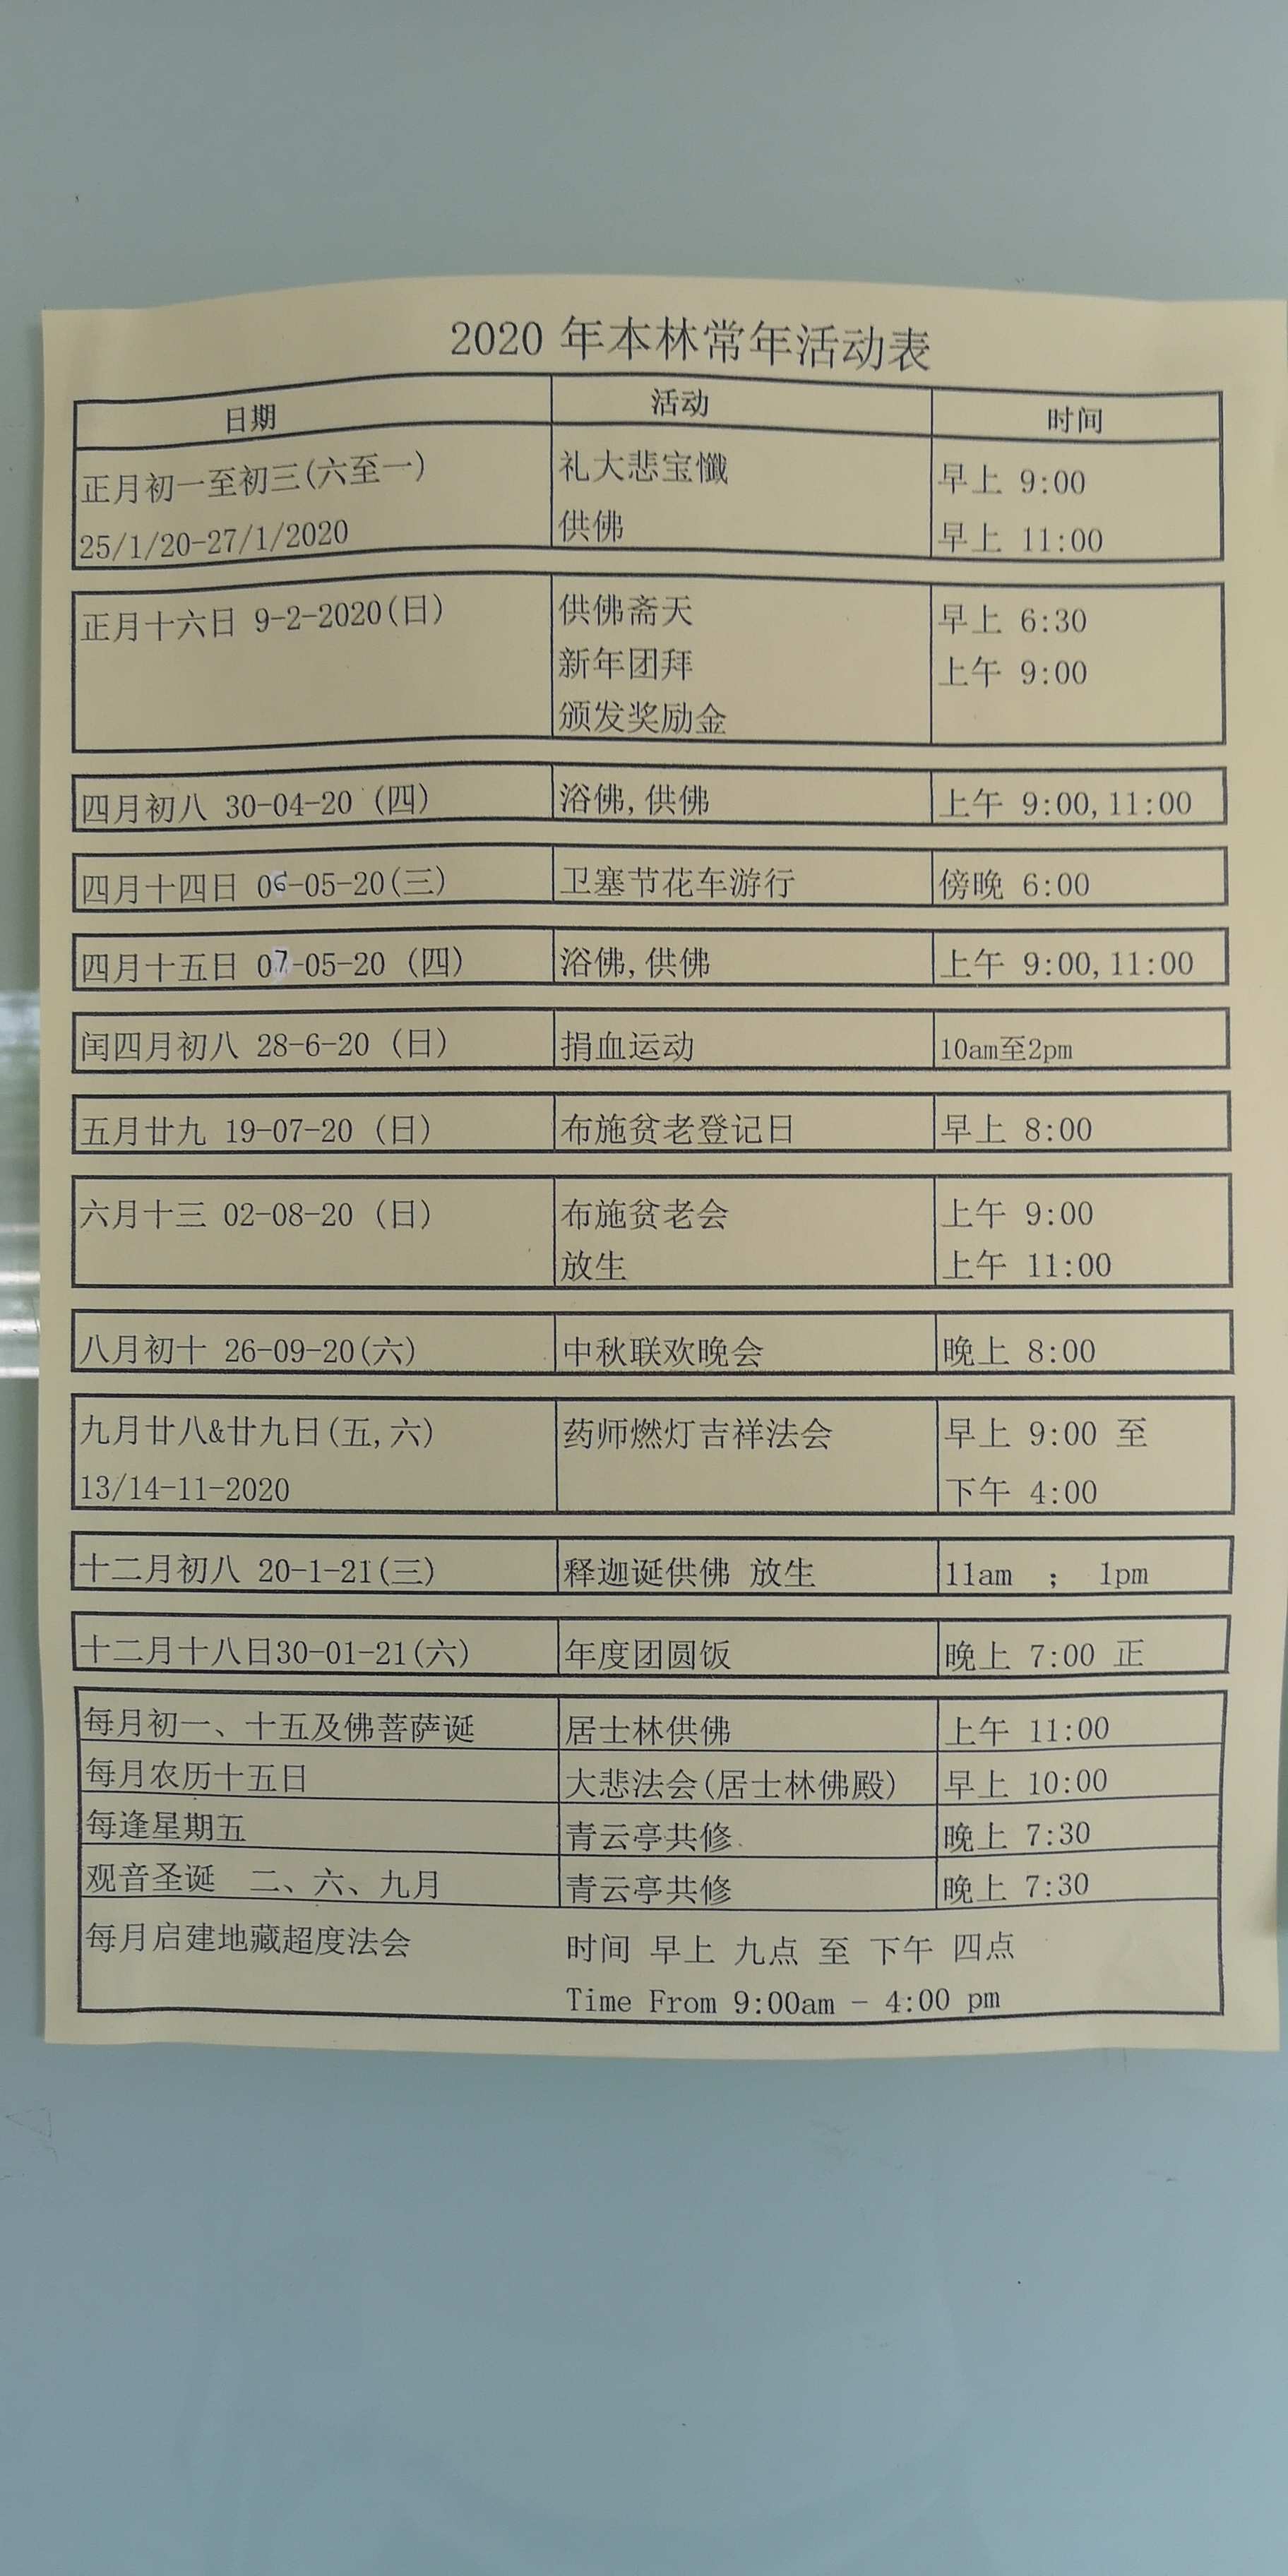 2020 年本林常年活动表
日期 活动 时间
正月初一至初三(六至一) 礼大悲宝懺 早上 9:00
25/1/20-27/1/2020 供佛 早上 11:00
正月十六日 9-2-2020(日) 供佛斋天 早上 6:30
新年团拜 上午 9:00
颁发奖励金
四月初八 30-04-20 (四) 浴佛,供佛 上午 9:00,11:00
四月十四日 06-05-20(三) 卫塞节花车游行 傍晚 6:00
四月十五日 07-05-20 (四) 浴佛,供佛 上午 9:00,11:00
闰四月初八 28-6-20 (日) 捐血运动 10am至2pm
五月廿九 19-07-20 (日) 布施贫老登记日 早上 8:00
六月十三 02-08-20 (日) 布施贫老会 上午 9:00
放生 上午 11:00
八月初十 26-09-20(六) 中秋联欢晚会 晚上 8:00
九月廿八&廿九日(五,六) 药师燃灯吉祥法会 早上 9:00 至
13/14-11-2020 下午 4:00
十二月初八 20-1-21(三) 释迦诞供佛 放生 11am ; 1pm
十二月十八日30-01-21(六) 年度团圆饭 晚上 7:00 正
每月初一、十五及佛菩萨诞 居士林供佛 上午 11:00
每月农历十五日 大悲法会(居士林佛殿) 早上 10:00
每逢星期五 青云亭共修 晚上 7:30
观音圣诞 二、六、九月 青云亭共修 晚上 7:30
每月启建地藏超度法会 时间 早上 九点 至 下午 四点
Time From 9:00am - 4:00 pm